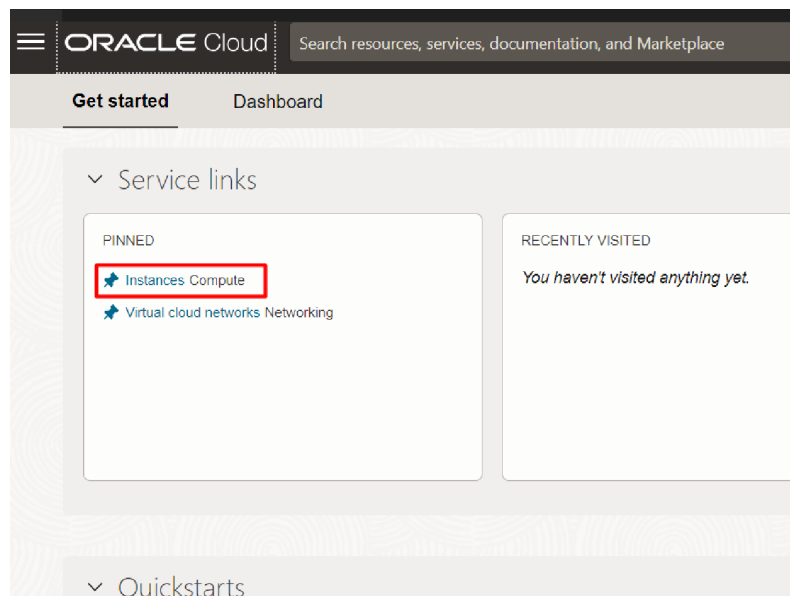 ORACLE Cloud
Search resources, services, documentation, and Marketplace
Get started
Dashboard
Service links
PINNED
Instances Compute
Virtual cloud networks Networking
RECENTLY VISITED
You haven't visited anything yet.
Quickstarts